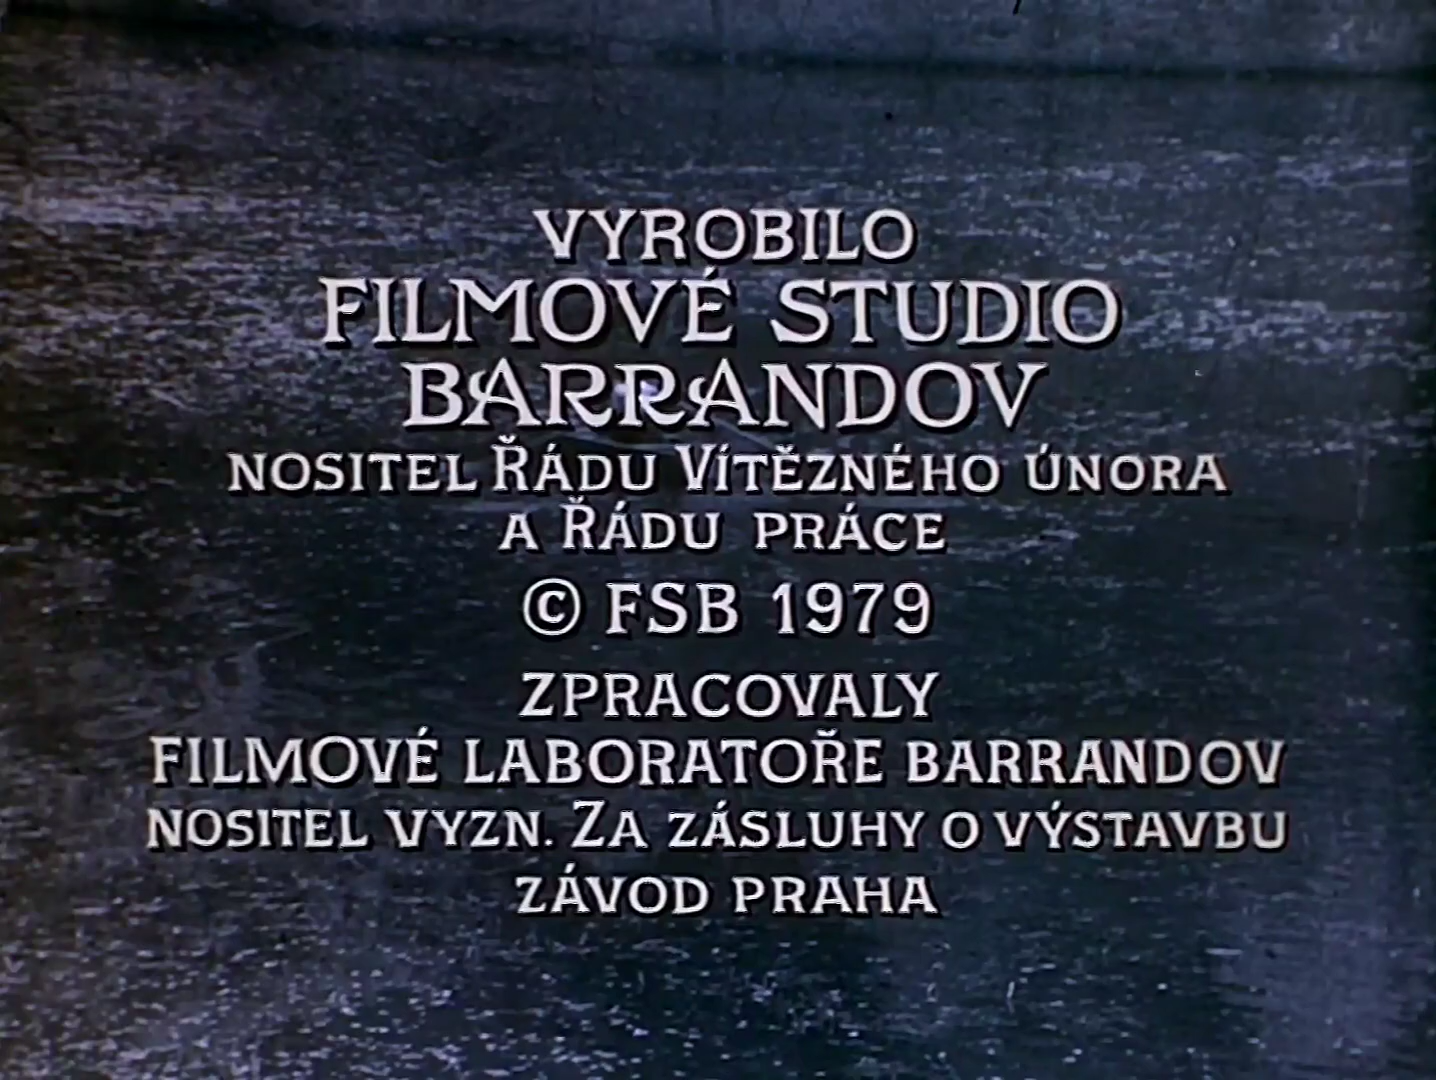 VYROBILO
FILMOVÉ STUDIO
BARRANDOV
NOSITEL ŘÁDU VÍTĚZNÉHO ÚNORA
A ŘÁDU PRÁCE
© FSB 1979
ZPRACOVALY
FILMOVÉ LABORATOŘE BARRANDOV
NOSITEL VYZN. ZA ZÁSLUHY O VÝSTAVBU
ZÁVOD PRAHA